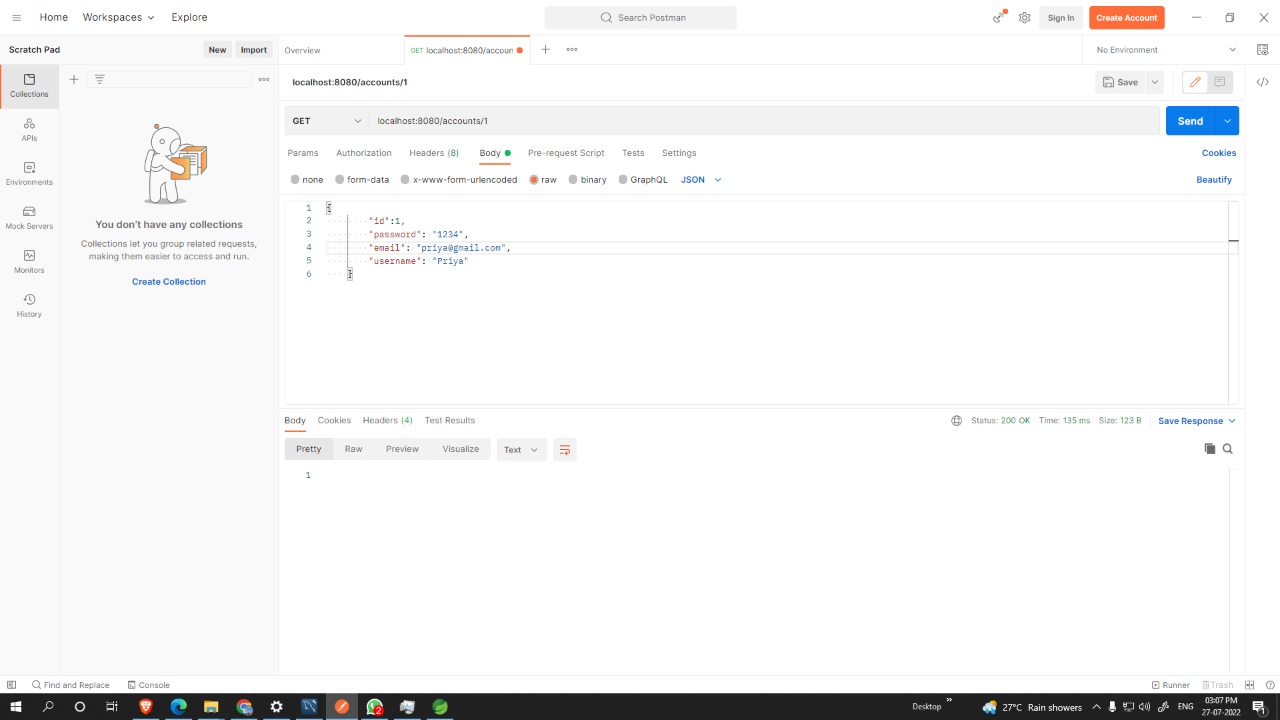 Home Workspaces Explore Search Postman Sign In Create Account
Scratch Pad New Import Overview GET localhost:8080/accoun No Environment
Collections
localhost:8080/accounts/1 Save
GET localhost:8080/accounts/1 Send
APIs
Params Authorization Headers (8) Body Pre-request Script Tests Settings Cookies
none form-data x-www-form-urlencoded raw binary GraphQL JSON Beautify
Environments
1 {
2 "id":1,
3 "password": "1234",
4 "email": "priya@gmail.com",
5 "username": "Priya"
6 }
Mock Servers
You don't have any collections
Collections let you group related requests,
making them easier to access and run.
Create Collection
Monitors
History
Body Cookies Headers (4) Test Results Status: 200 OK Time: 135 ms Size: 123 B Save Response
Pretty Raw Preview Visualize Text
1
Find and Replace Console Runner Trash
2 Desktop » 27°C Rain showers ENG 03:07 PM
27-07-2022 1